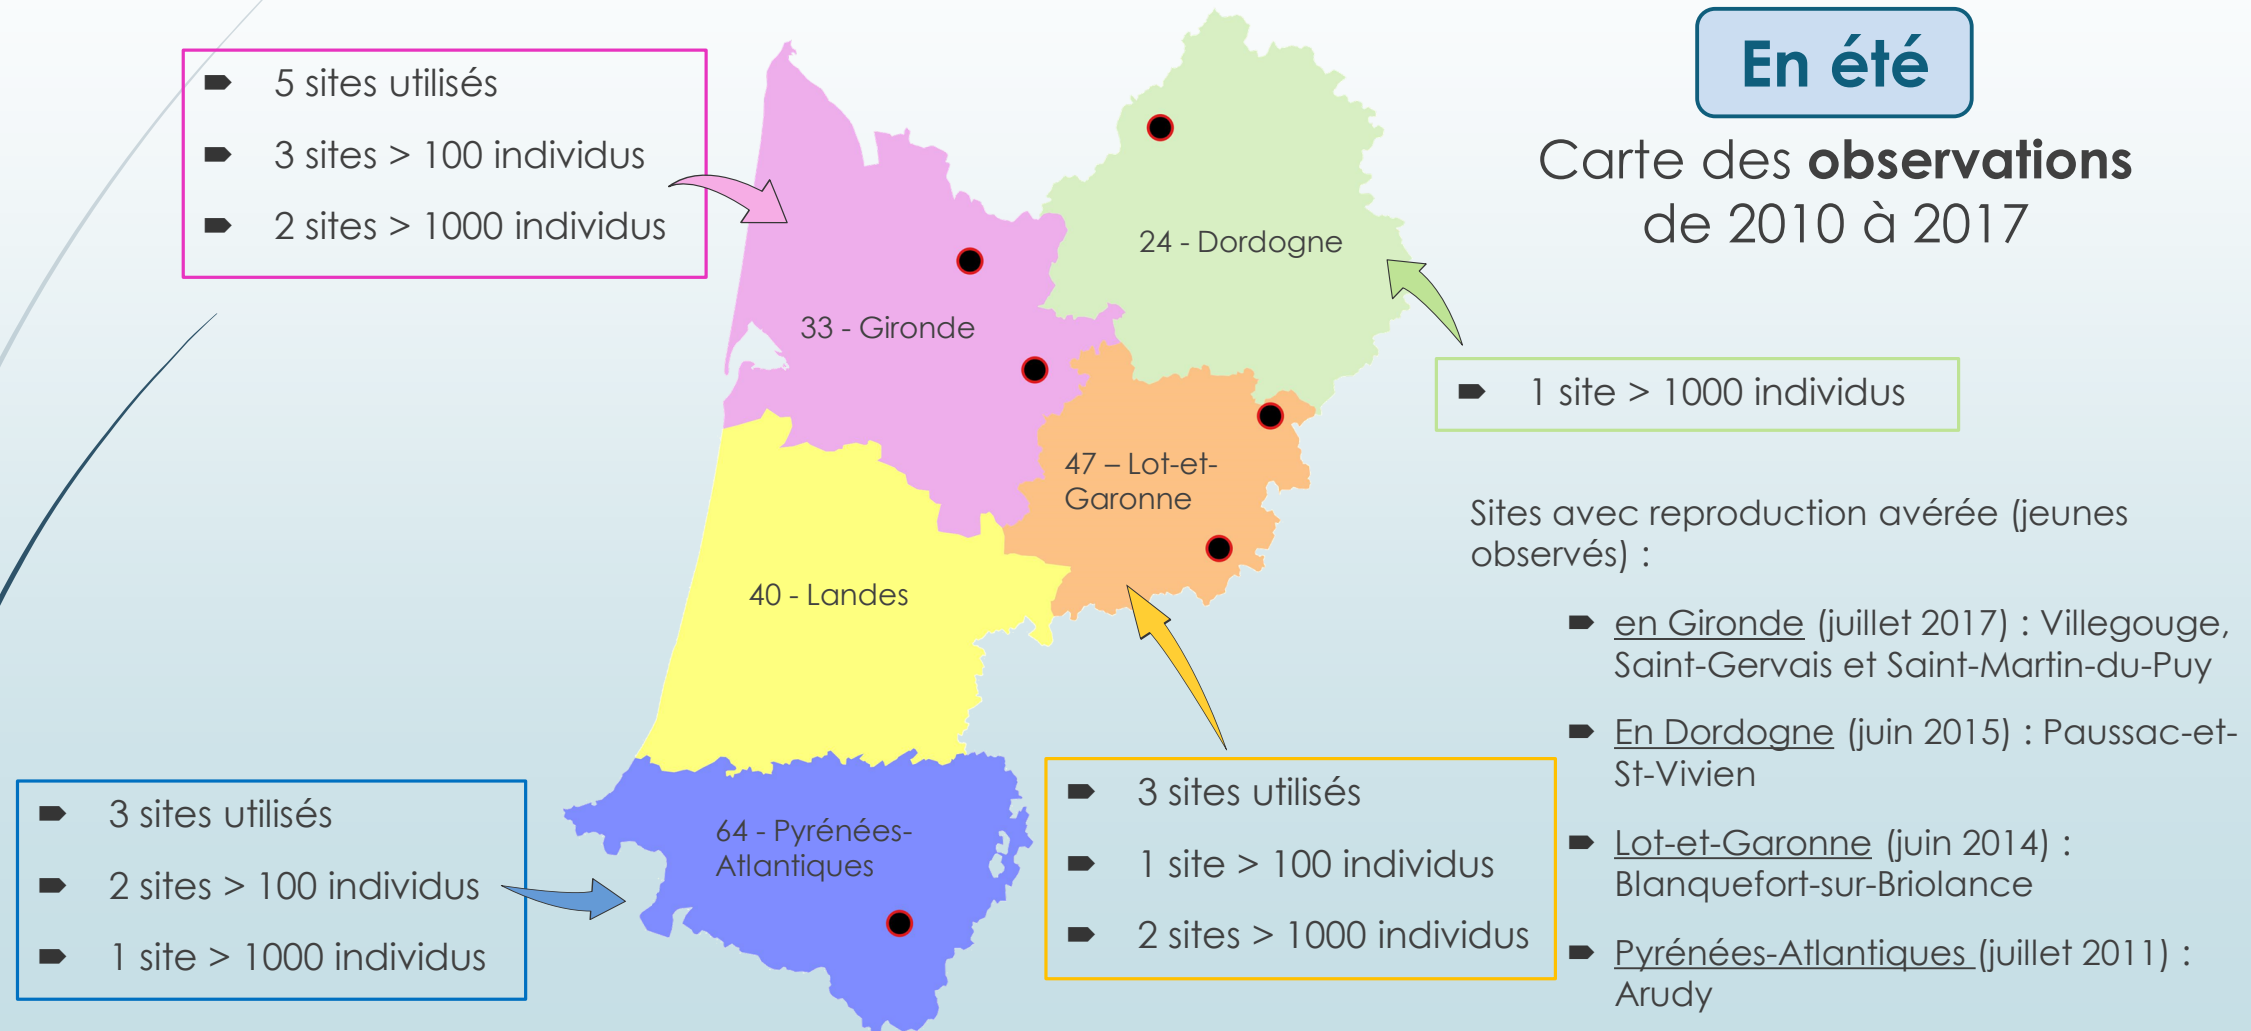 5 sites utilisés
3 sites > 100 individus
2 sites > 1000 individus
En été
Carte des observations
de 2010 à 2017
24 - Dordogne
33 - Gironde
1 site > 1000 individus
47 – Lot-et-
Garonne
40 - Landes
64 - Pyrénées-
Atlantiques
3 sites utilisés
2 sites > 100 individus
1 site > 1000 individus
3 sites utilisés
1 site > 100 individus
2 sites > 1000 individus
Sites avec reproduction avérée (jeunes
observés) :
en Gironde (juillet 2017) : Villegouge,
Saint-Gervais et Saint-Martin-du-Puy
En Dordogne (juin 2015) : Paussac-et-
St-Vivien
Lot-et-Garonne (juin 2014) :
Blanquefort-sur-Briolance
Pyrénées-Atlantiques (juillet 2011) :
Arudy